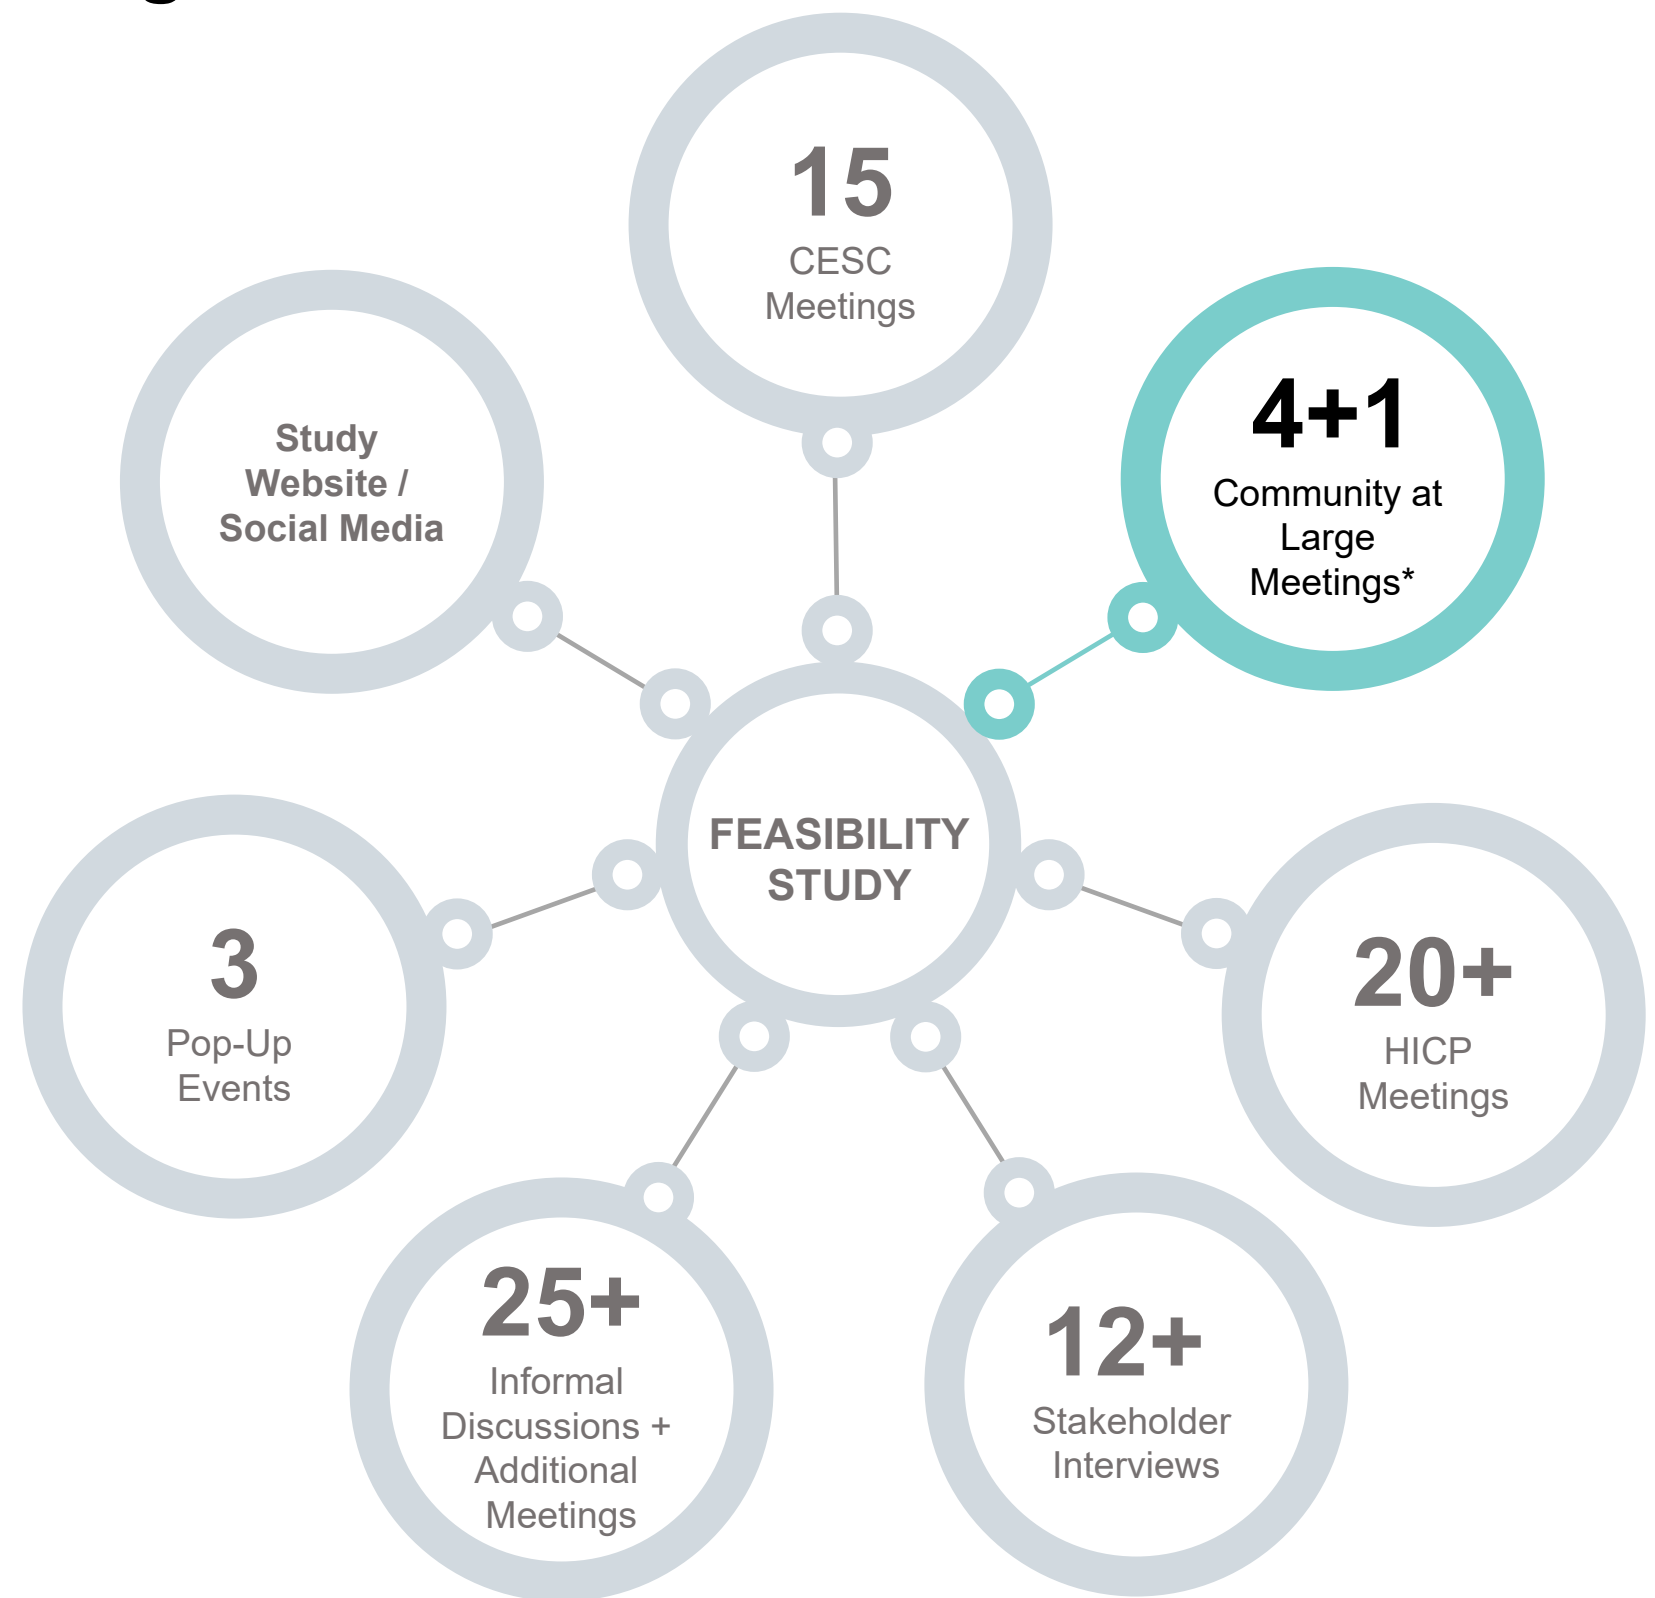 15
CESC
Meetings
4+1
Community at
Large
Meetings*
Study
Website /
Social Media
FEASIBILITY
STUDY
3
Pop-Up
Events
20+
HICP
Meetings
25+
Informal
Discussions +
Additional
Meetings
12+
Stakeholder
Interviews